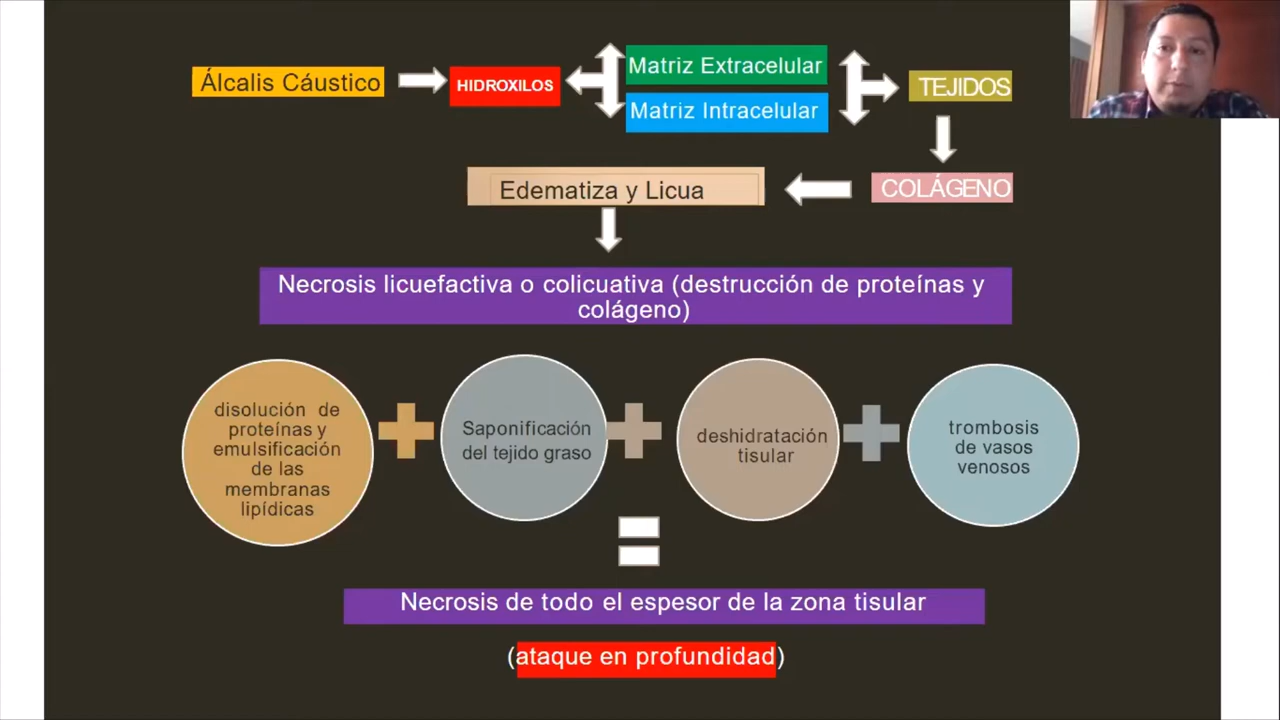 Álcalis Cáustico
HIDROXILOS
Matriz Extracelular
Matriz Intracelular
TEJIDOS
COLÁGENO
Edematiza y Licua
Necrosis licuefactiva o colicuativa (destrucción de proteínas y
colágeno)
disolución de
proteínas y
emulsificación
de las
membranas
lipídicas
Saponificación
del tejido graso
deshidratación
tisular
trombosis
de vasos
venosos
Necrosis de todo el espesor de la zona tisular
(ataque en profundidad)